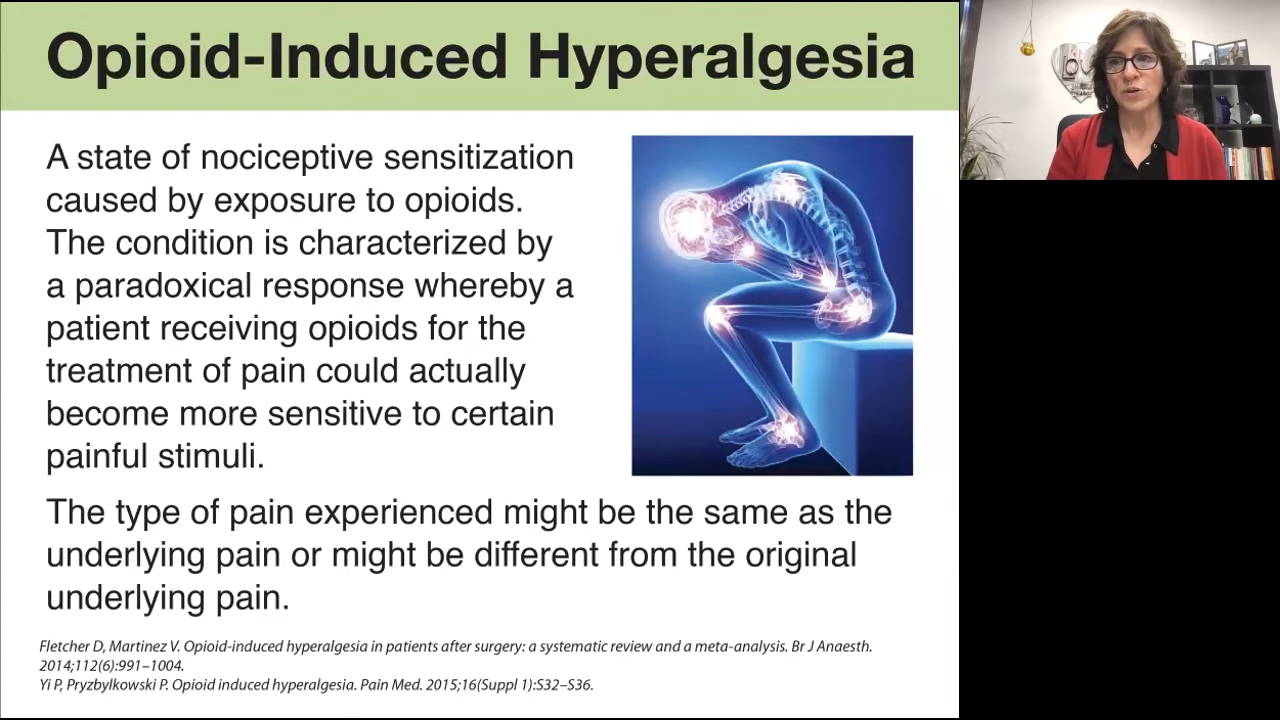 Opioid-Induced Hyperalgesia
A state of nociceptive sensitization
caused by exposure to opioids.
The condition is characterized by
a paradoxical response whereby a
patient receiving opioids for the
treatment of pain could actually
become more sensitive to certain
painful stimuli.
The type of pain experienced might be the same as the
underlying pain or might be different from the original
underlying pain.
Fletcher D, Martinez V. Opioid-induced hyperalgesia in patients after surgery: a systematic review and a meta-analysis. Br J Anaesth.
2014;112(6):991–1004.
Yi P, Pryzbylkowski P. Opioid induced hyperalgesia. Pain Med. 2015;16(Suppl 1):S32–S36.